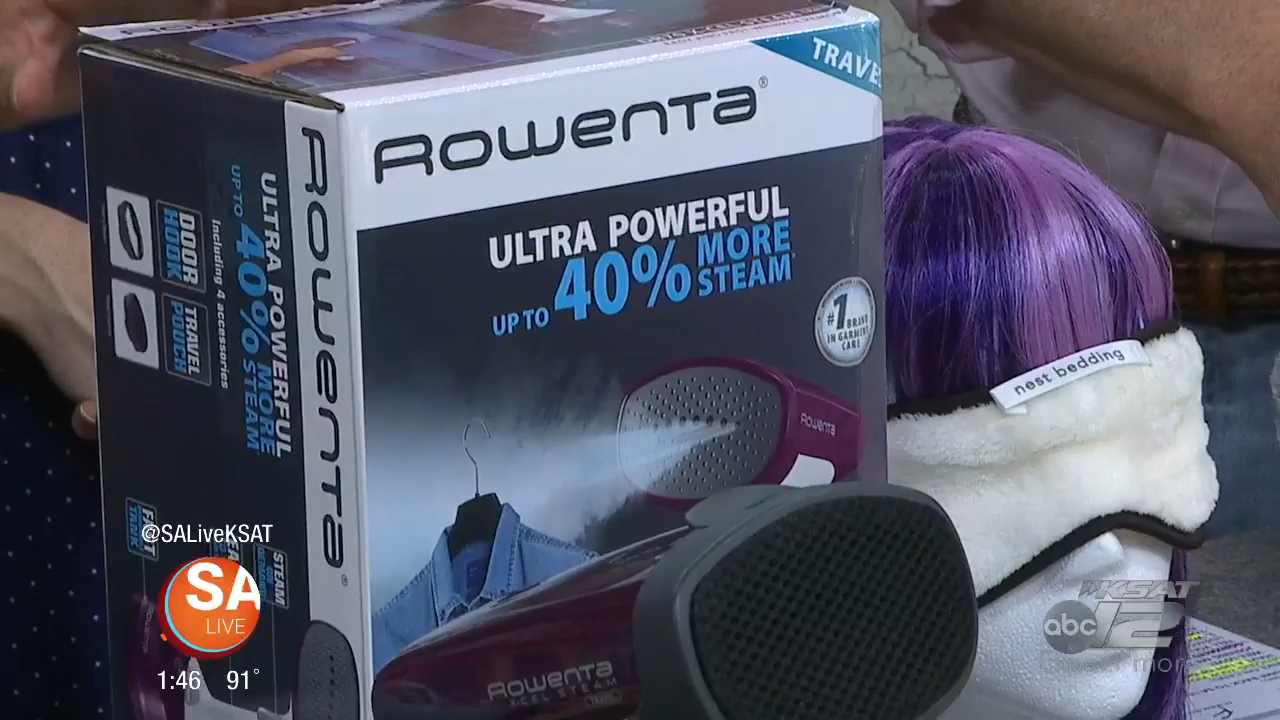 TRAVE
ROWENTA®
ULTRA POWERFUL
UP TO 40% MORE
STEAM
#1 BRAND
IN GARMENT
CARE
ROWENTA
ROWENTA®
ULTRA POWERFUL
UP TO 40% MORE STEAM
Including 4 accessories
DOOR
HOOK
TRAVEL
POUCH
FAST
TANK
STEAM
nest bedding
ROWENTA
XCEL STEAM
@SALiveKSAT
SA
LIVE
1:46 91°
KSAT
abc 12